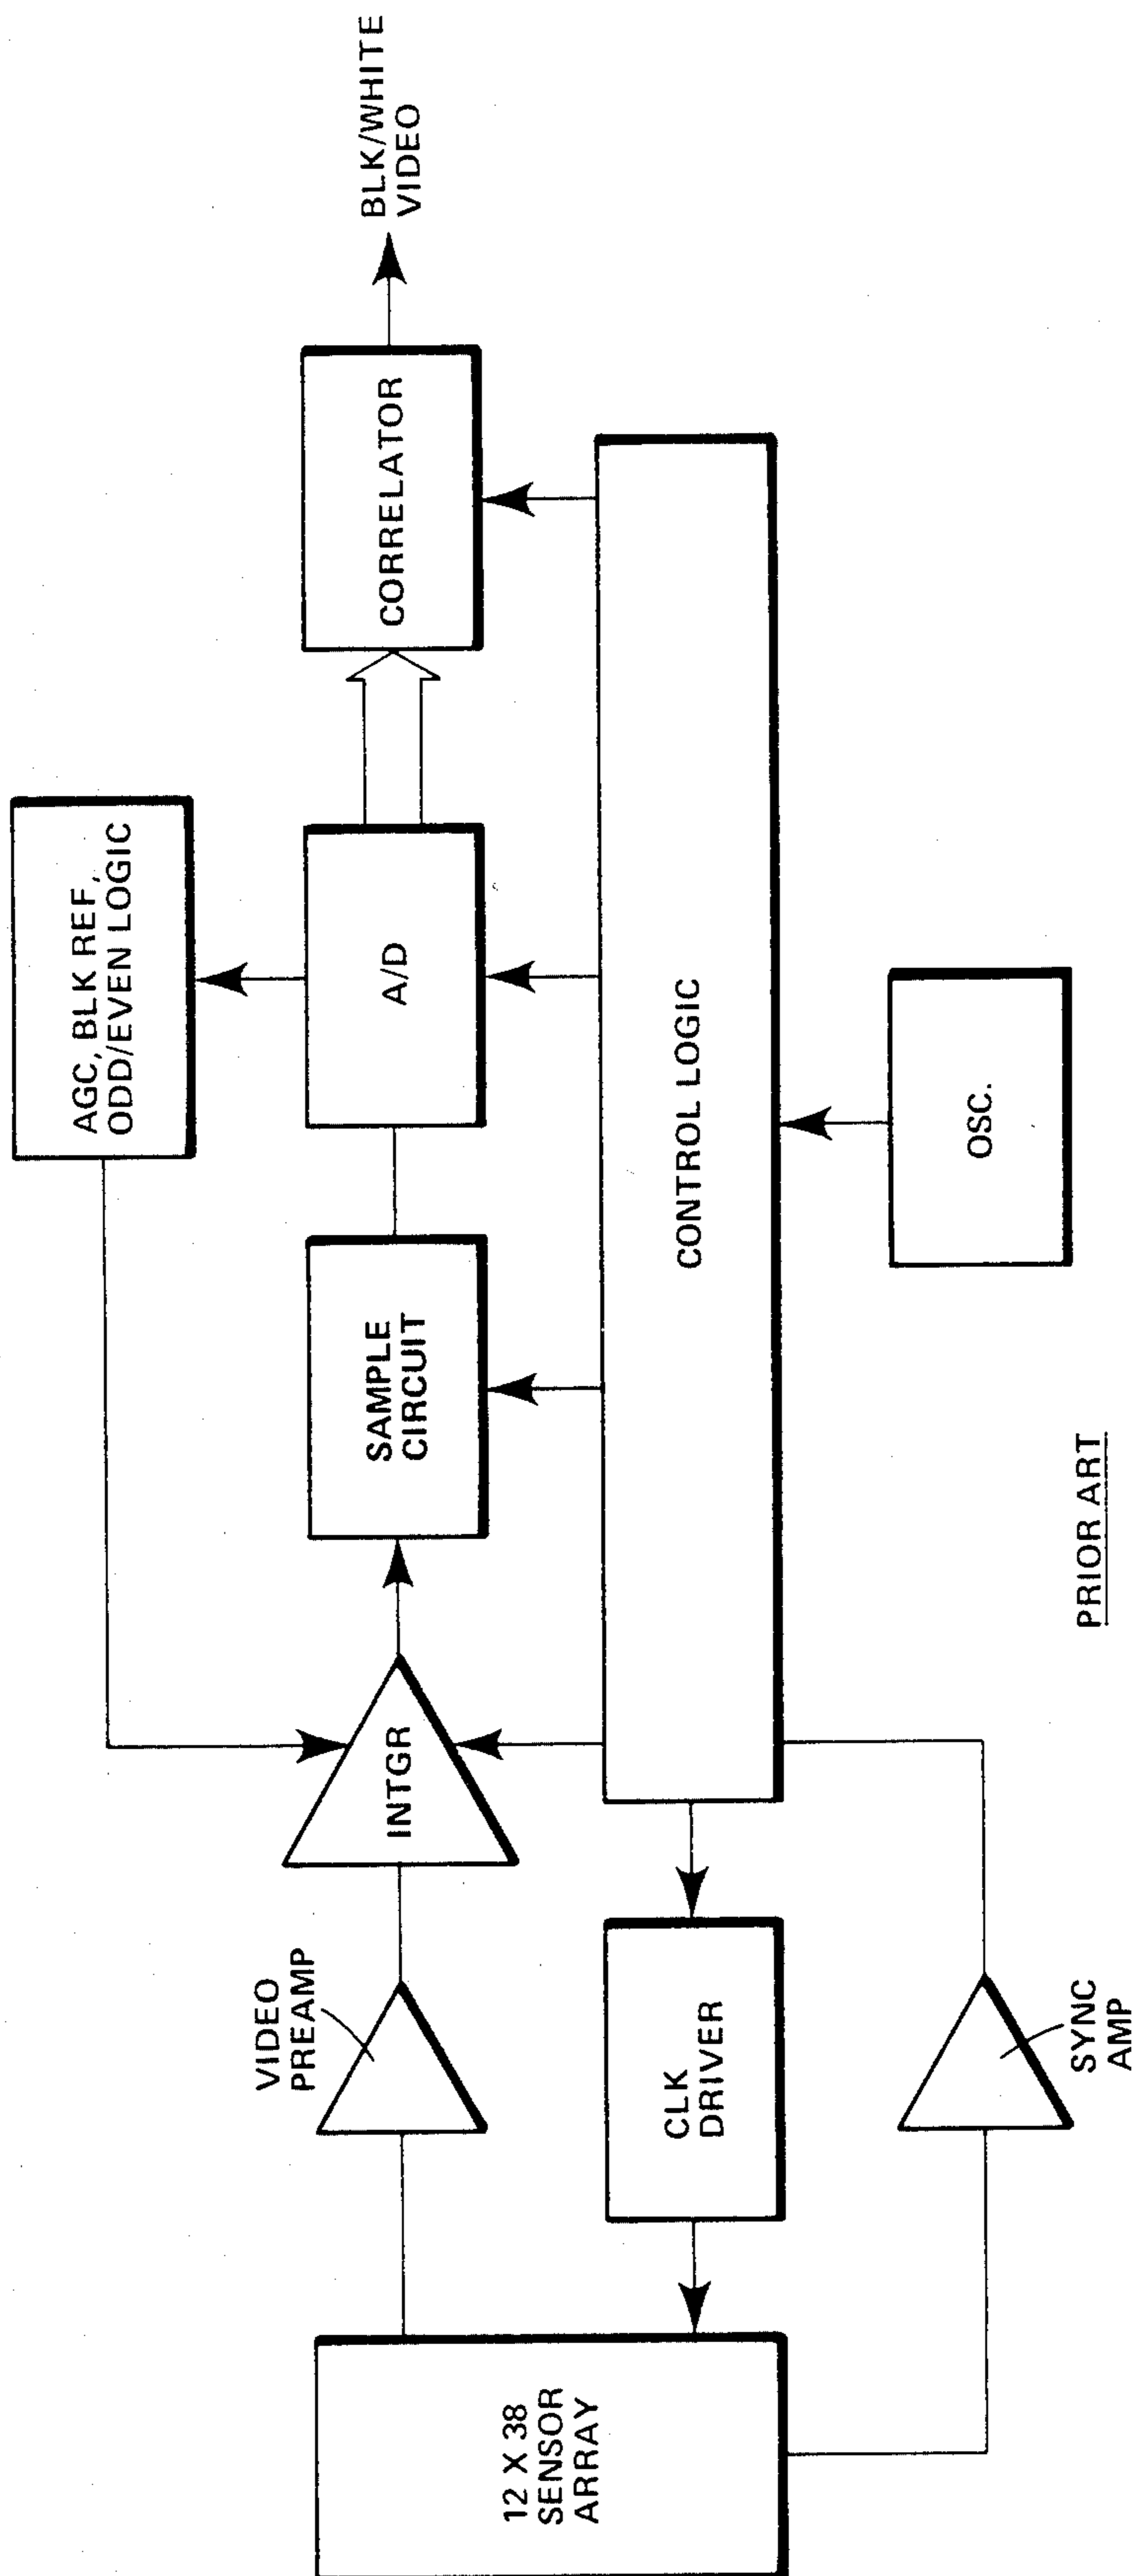 AGC, BLK REF,
ODD/EVEN LOGIC
VIDEO
PREAMP
INTGR
SAMPLE
CIRCUIT
A/D
CORRELATOR
BLK/WHITE
VIDEO
12 X 38
SENSOR
ARRAY
CLK
DRIVER
CONTROL LOGIC
SYNC
AMP
OSC.
PRIOR ART